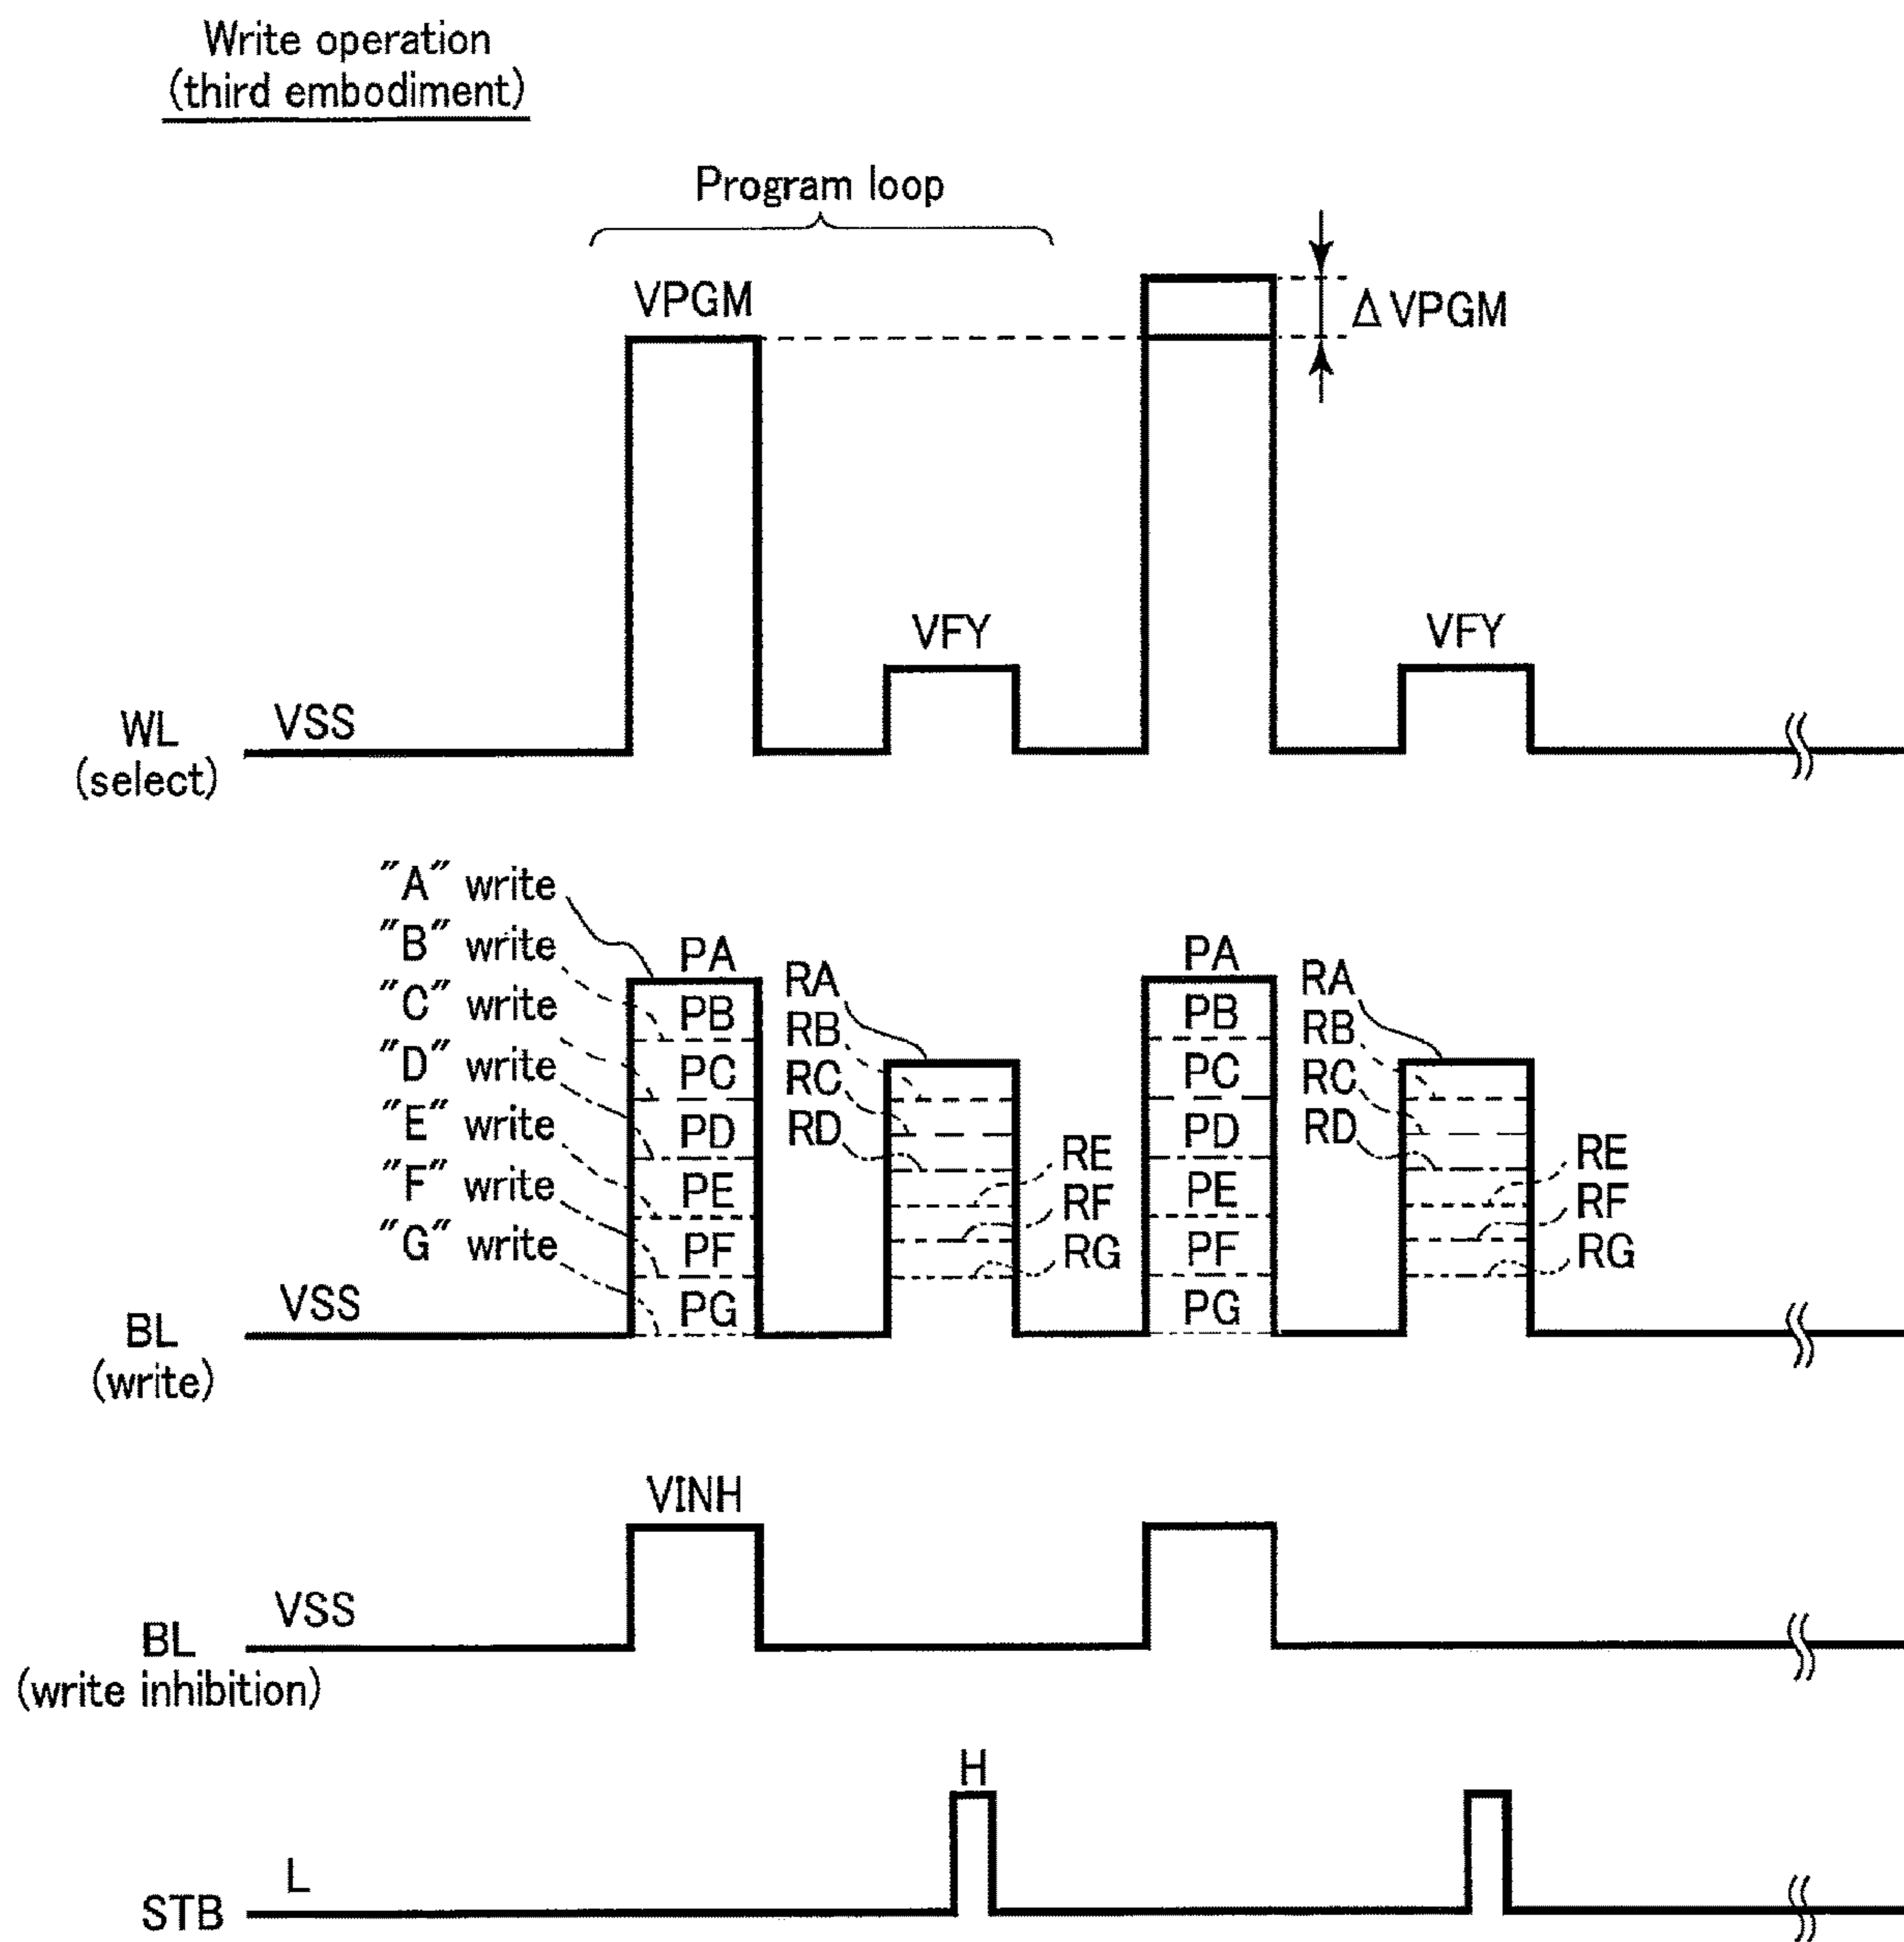 Write operation
(third embodiment)
Program loop
VPGM
Δ VPGM
VFY
VFY
WL
(select)
VSS
"A" write
"B" write
"C" write
"D" write
"E" write
"F" write
"G" write
PA
PB
PC
PD
PE
PF
PG
RA
RB
RC
RD
RE
RF
RG
PA
PB
PC
PD
PE
PF
PG
RA
RB
RC
RD
RE
RF
RG
VSS
BL
(write)
VINH
VSS
BL
(write inhibition)
H
L
STB